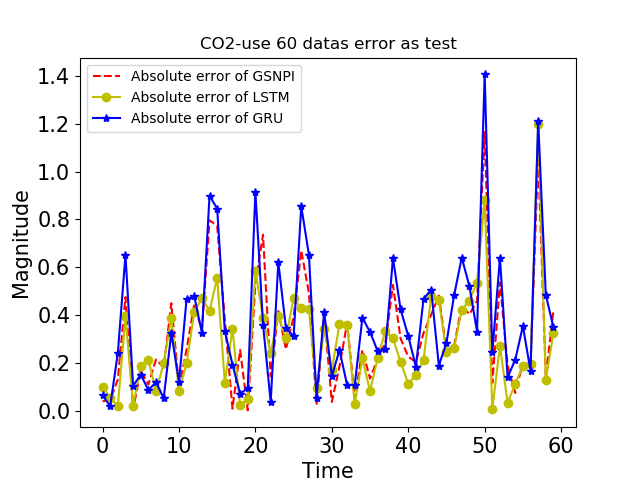 CO2-use 60 datas error as test
Absolute error of GSNPI
Absolute error of LSTM
Absolute error of GRU
Magnitude
1.4
1.2
1.0
0.8
0.6
0.4
0.2
0.0
0 10 20 30 40 50 60
Time